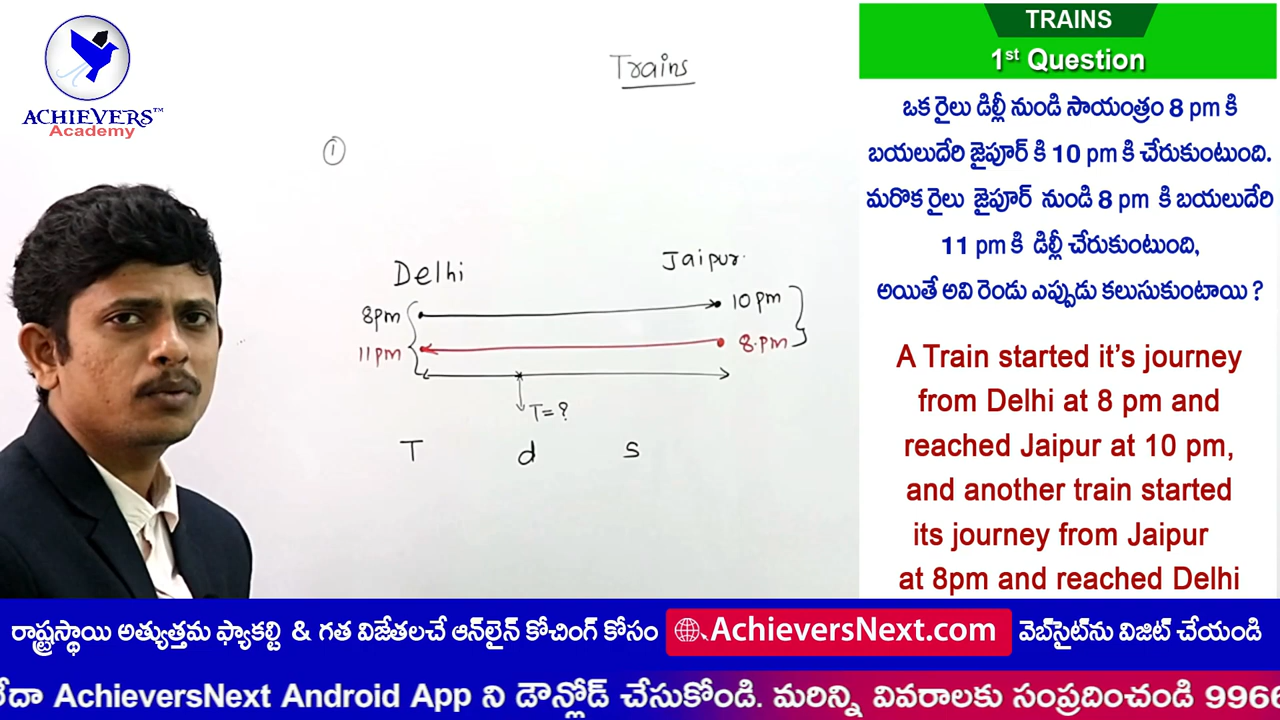 ACHIEVERS™
Academy
Trains
①
Delhi
Jaipur.
8pm
10pm
11pm
8.pm
T=?
T d s
TRAINS
1st Question
ఒక రైలు డిల్లీ నుండి సాయంత్రం 8 pm కి
బయలుదేరి జైపూర్ కి 10 pm కి చేరుకుంటుంది.
మరొక రైలు జైపూర్ నుండి 8 pm కి బయలుదేరి
11 pm కి డిల్లీ చేరుకుంటుంది,
అయితే అవి రెండు ఎప్పుడు కలుసుకుంటాయి ?
A Train started it's journey
from Delhi at 8 pm and
reached Jaipur at 10 pm,
and another train started
its journey from Jaipur
at 8pm and reached Delhi
రాష్ట్రస్థాయి అత్యుత్తమ ఫ్యాకల్టి & గత విజేతలచే ఆన్‌లైన్ కోచింగ్ కోసం AchieversNext.com వెబ్‌సైట్‌ను విజిట్ చేయండి
లేదా AchieversNext Android App ని డౌన్లోడ్ చేసుకోండి. మరిన్ని వివరాలకు సంప్రదించండి 9966